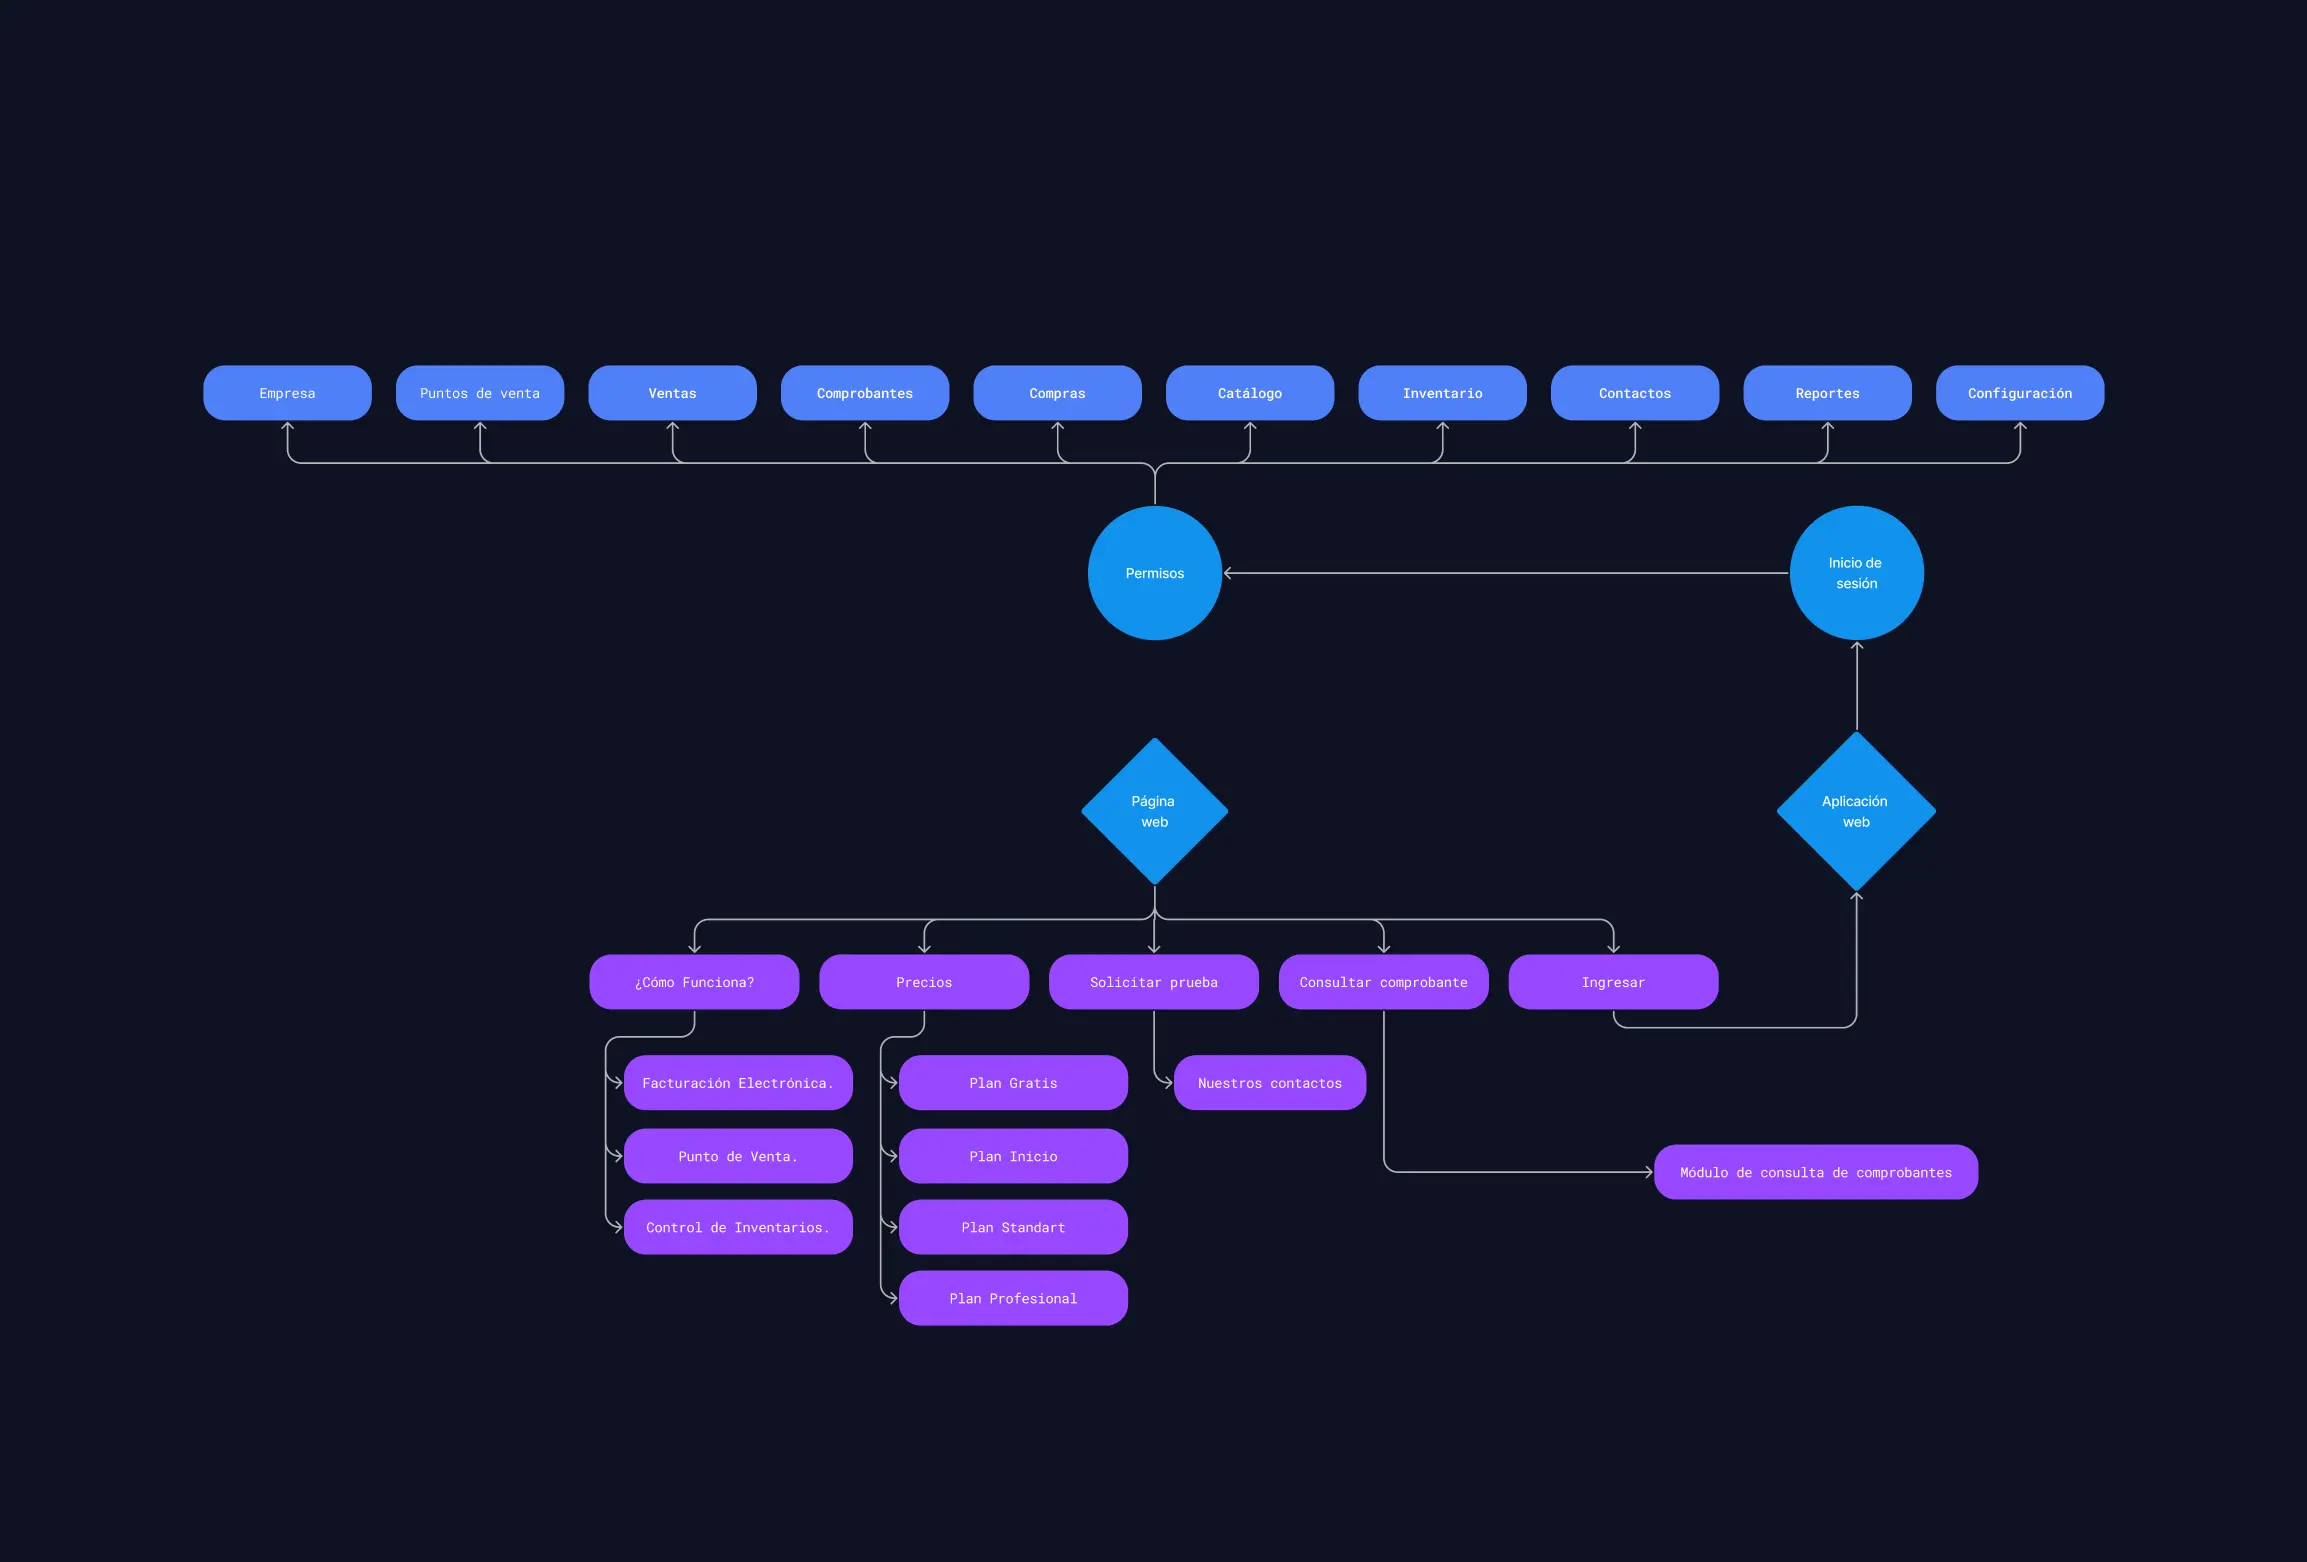 Empresa
Puntos de venta
Ventas
Comprobantes
Compras
Catálogo
Inventario
Contactos
Reportes
Configuración
Permisos
Inicio de
sesión
Página
web
Aplicación
web
¿Cómo Funciona?
Precios
Solicitar prueba
Consultar comprobante
Ingresar
Facturación Electrónica.
Plan Gratis
Nuestros contactos
Punto de Venta.
Plan Inicio
Módulo de consulta de comprobantes
Control de Inventarios.
Plan Standart
Plan Profesional